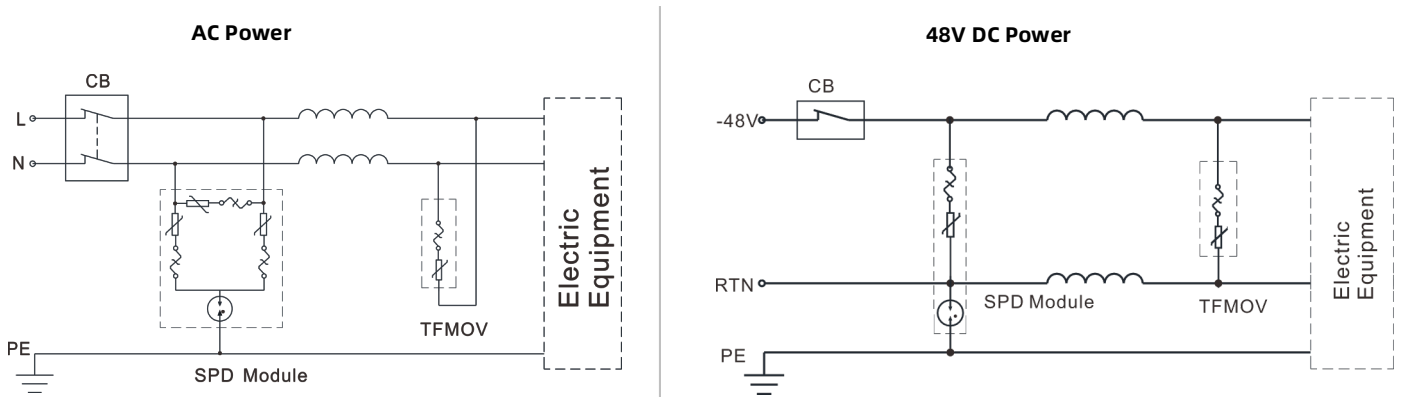 AC Power
CB
L
N
PE
Electric
Equipment
TFMOV
SPD Module
48V DC Power
CB
-48V
RTN
PE
SPD Module
TFMOV
Electric
Equipment